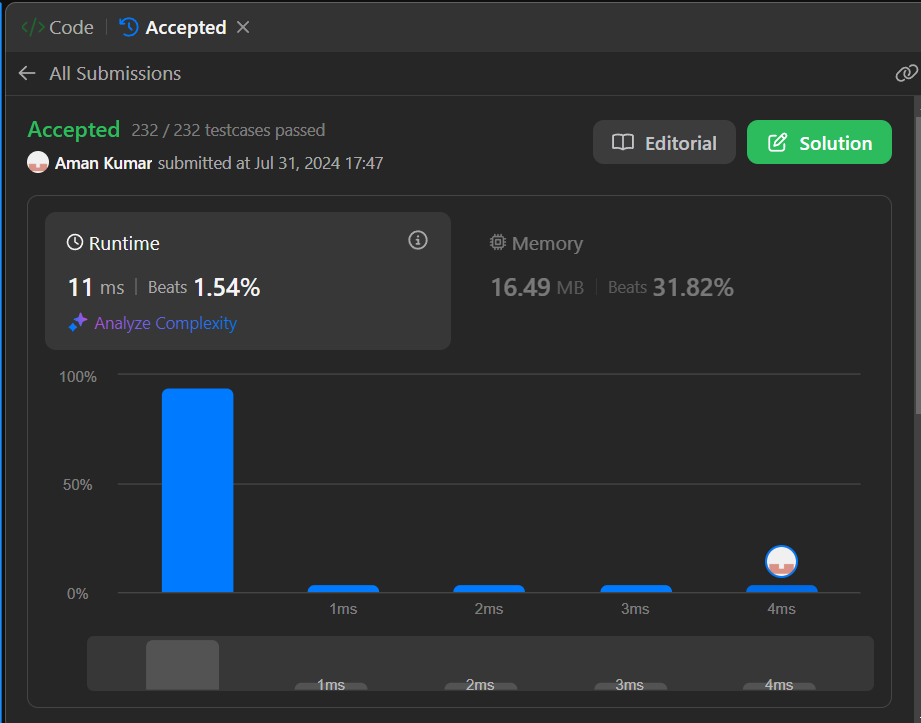 </> Code | Accepted
All Submissions
Accepted 232 / 232 testcases passed
Aman Kumar submitted at Jul 31, 2024 17:47
Editorial
Solution
Runtime
11 ms | Beats 1.54%
Analyze Complexity
Memory
16.49 MB | Beats 31.82%
100%
50%
0%
1ms 2ms 3ms 4ms
1ms 2ms 3ms 4ms